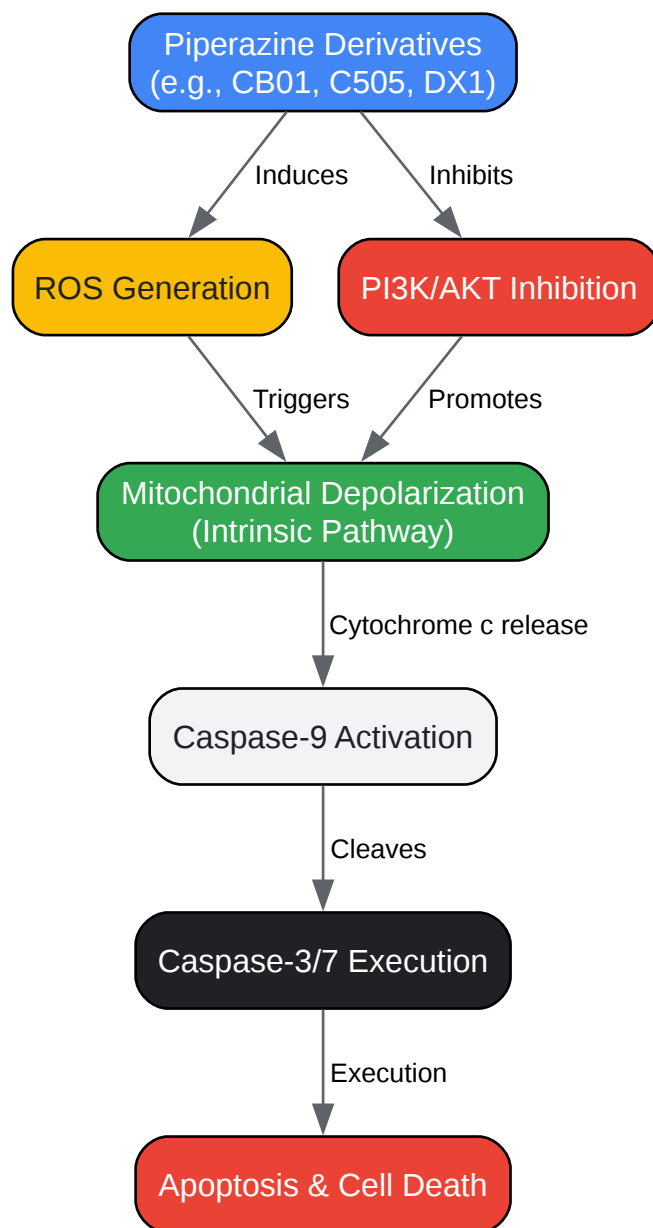 Piperazine Derivatives
(e.g., CB01, C505, DX1)
Induces
Inhibits
ROS Generation
PI3K/AKT Inhibition
Triggers
Promotes
Mitochondrial Depolarization
(Intrinsic Pathway)
Cytochrome c release
Caspase-9 Activation
Cleaves
Caspase-3/7 Execution
Execution
Apoptosis & Cell Death